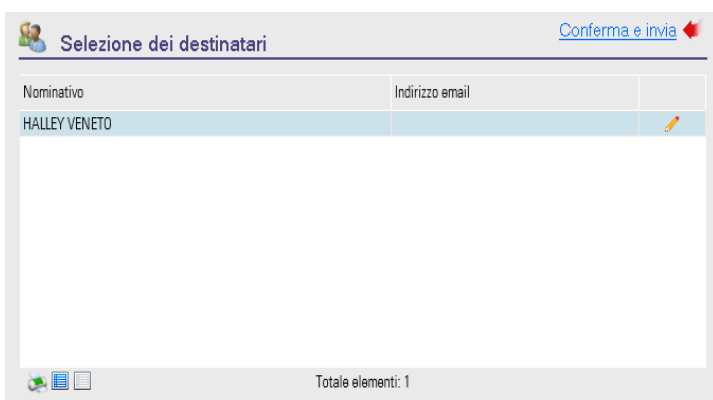 Selezione dei destinatari
Conferma e invia
Nominativo Indirizzo email
HALLEY VENETO
Totale elementi: 1